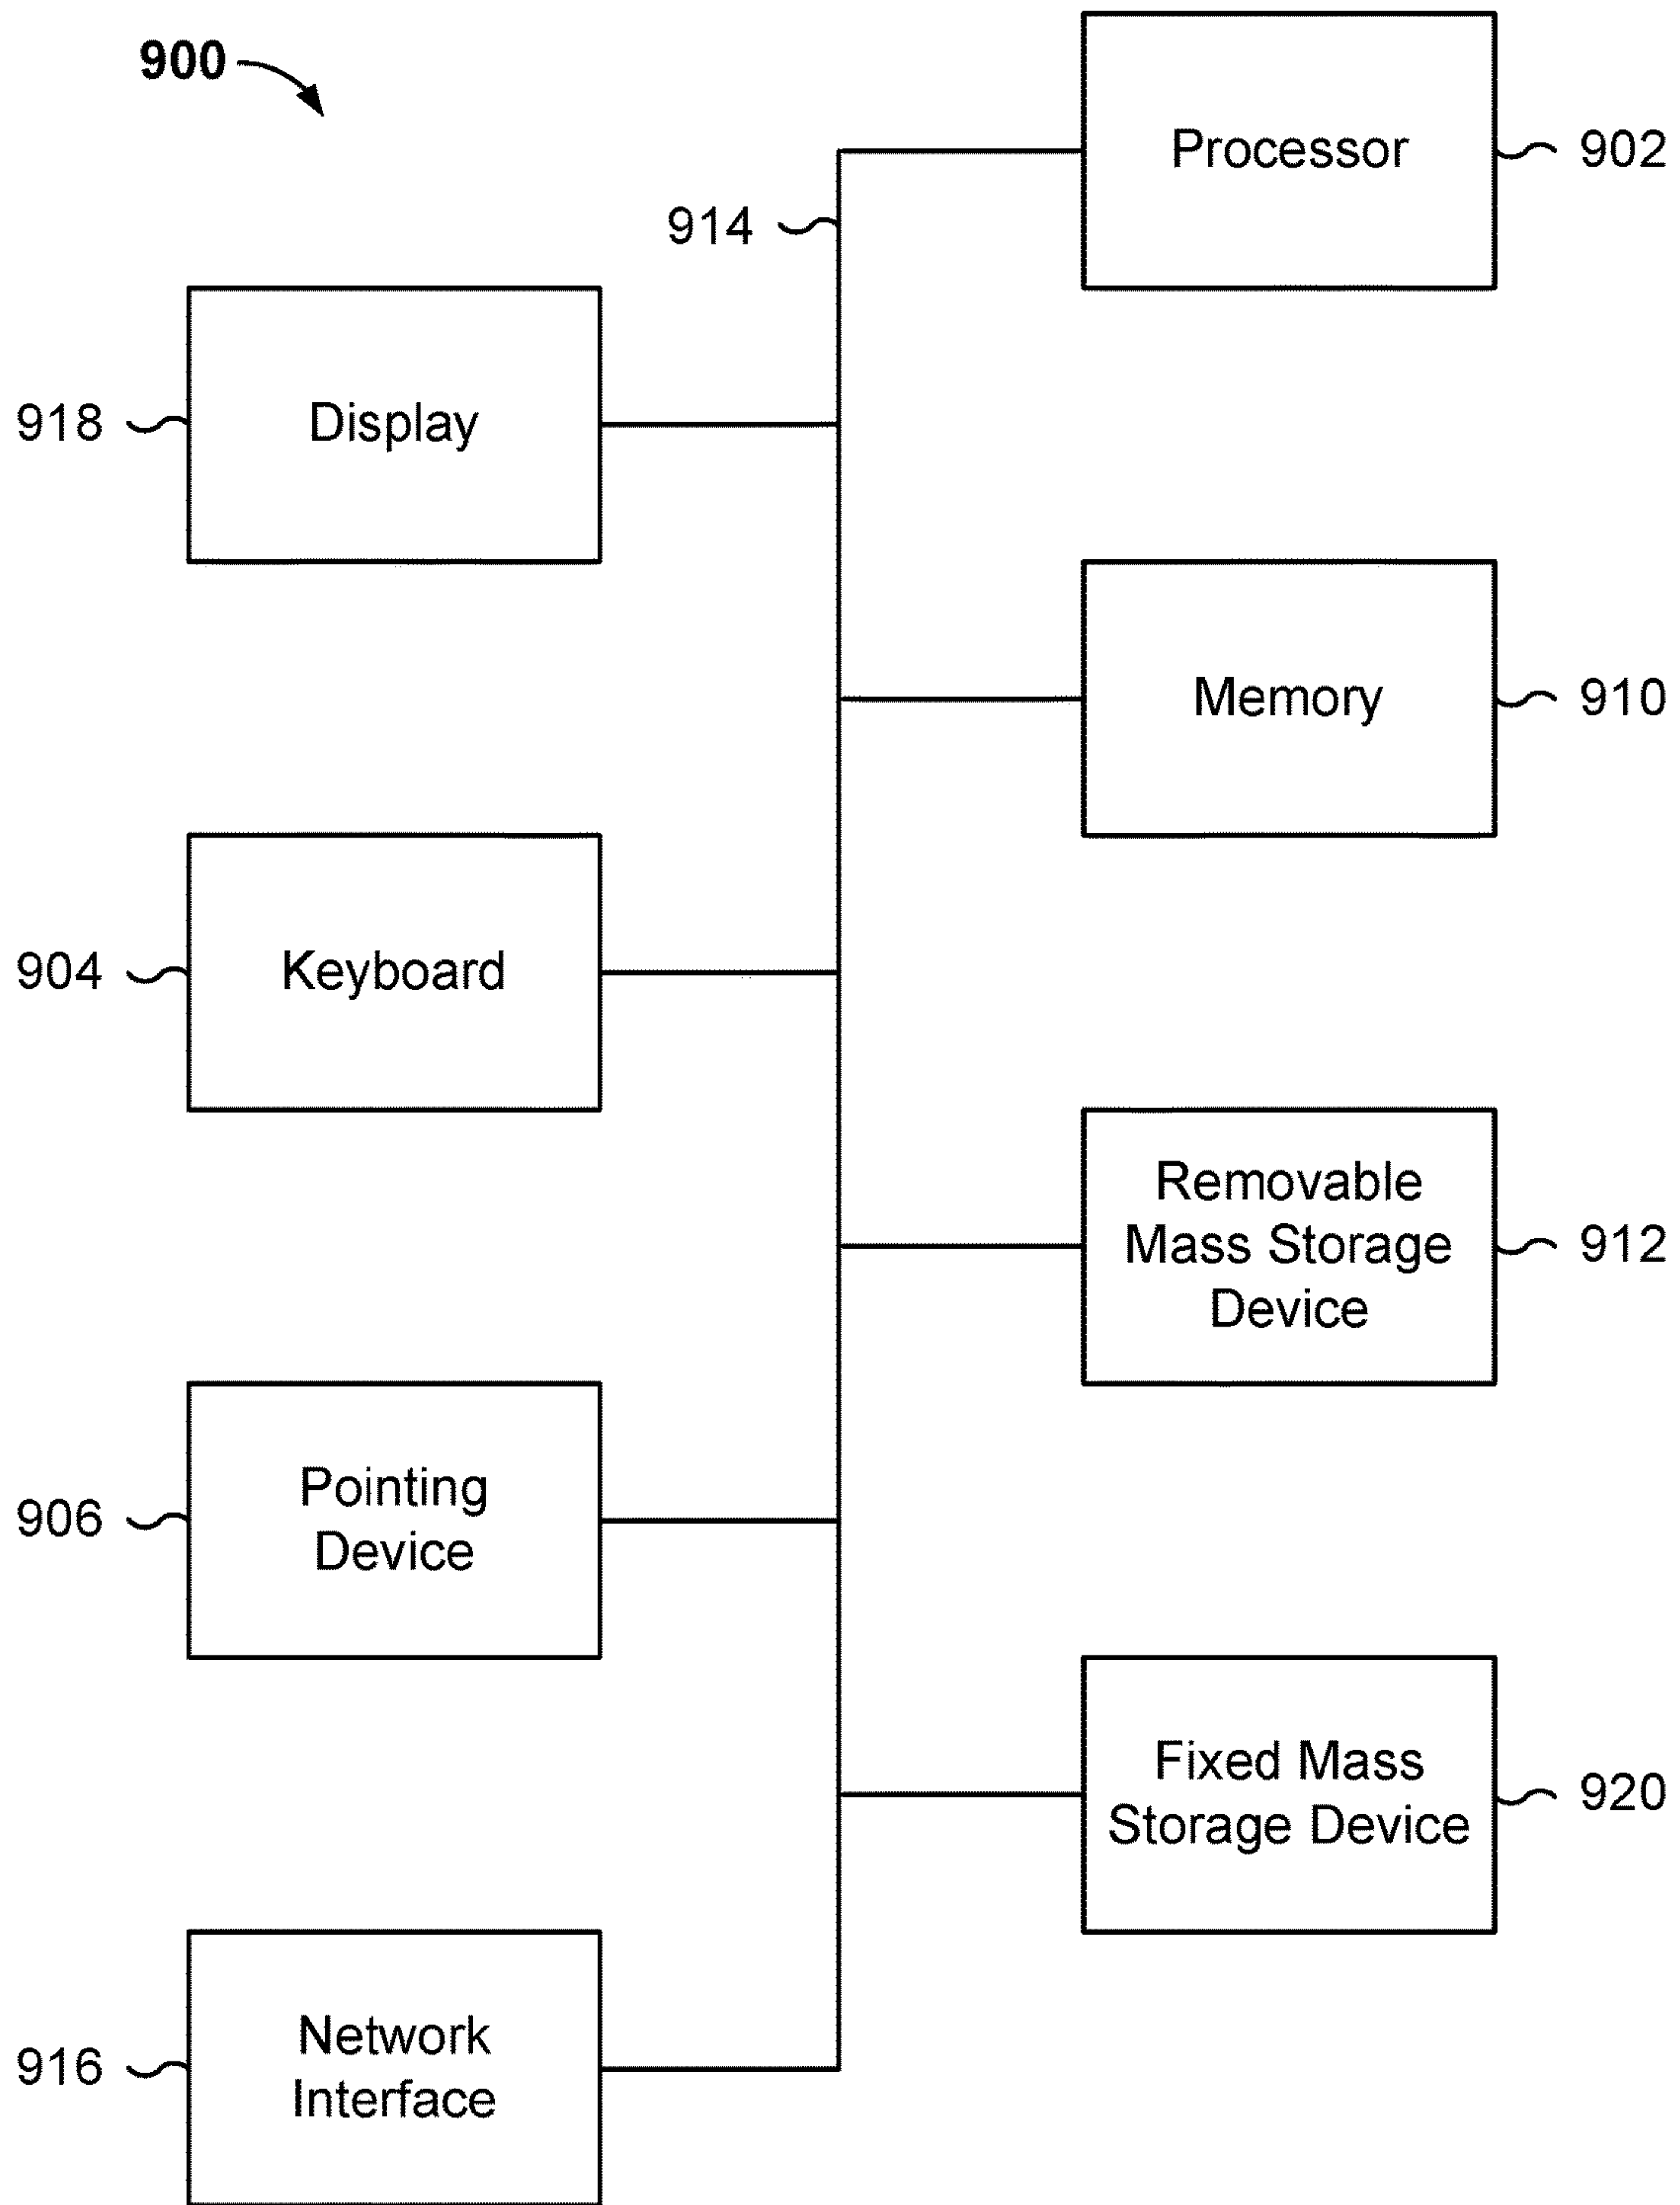 900
Processor
902
914
918
Display
Memory
910
904
Keyboard
Removable
Mass Storage
Device
912
906
Pointing
Device
Fixed Mass
Storage Device
920
916
Network
Interface